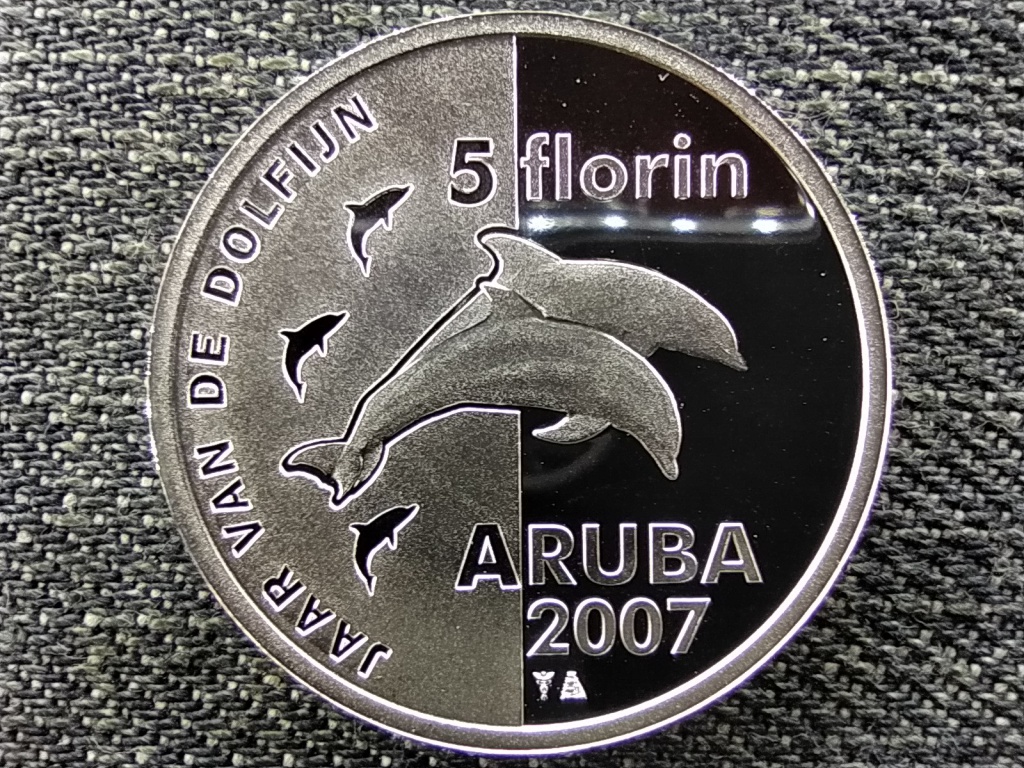 JAAR VAN DE DOLFIJN
5 florin
ARUBA
2007